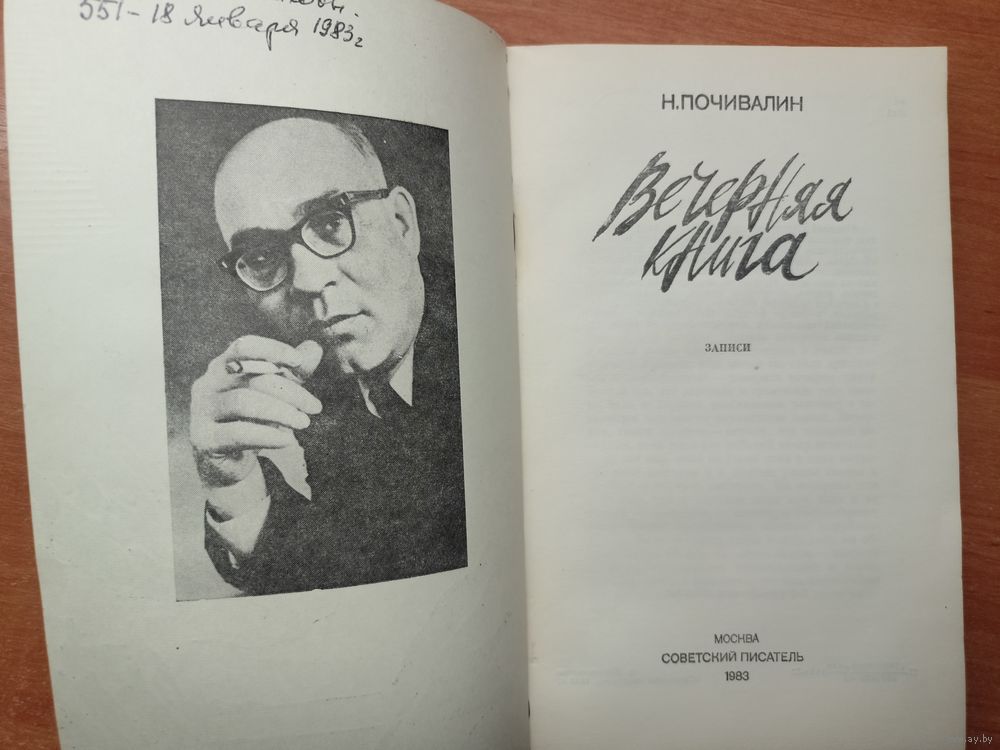 551 – 18 января 1983г
Н.ПОЧИВАЛИН
Вечерняя
книга
ЗАПИСИ
МОСКВА
СОВЕТСКИЙ ПИСАТЕЛЬ
1983